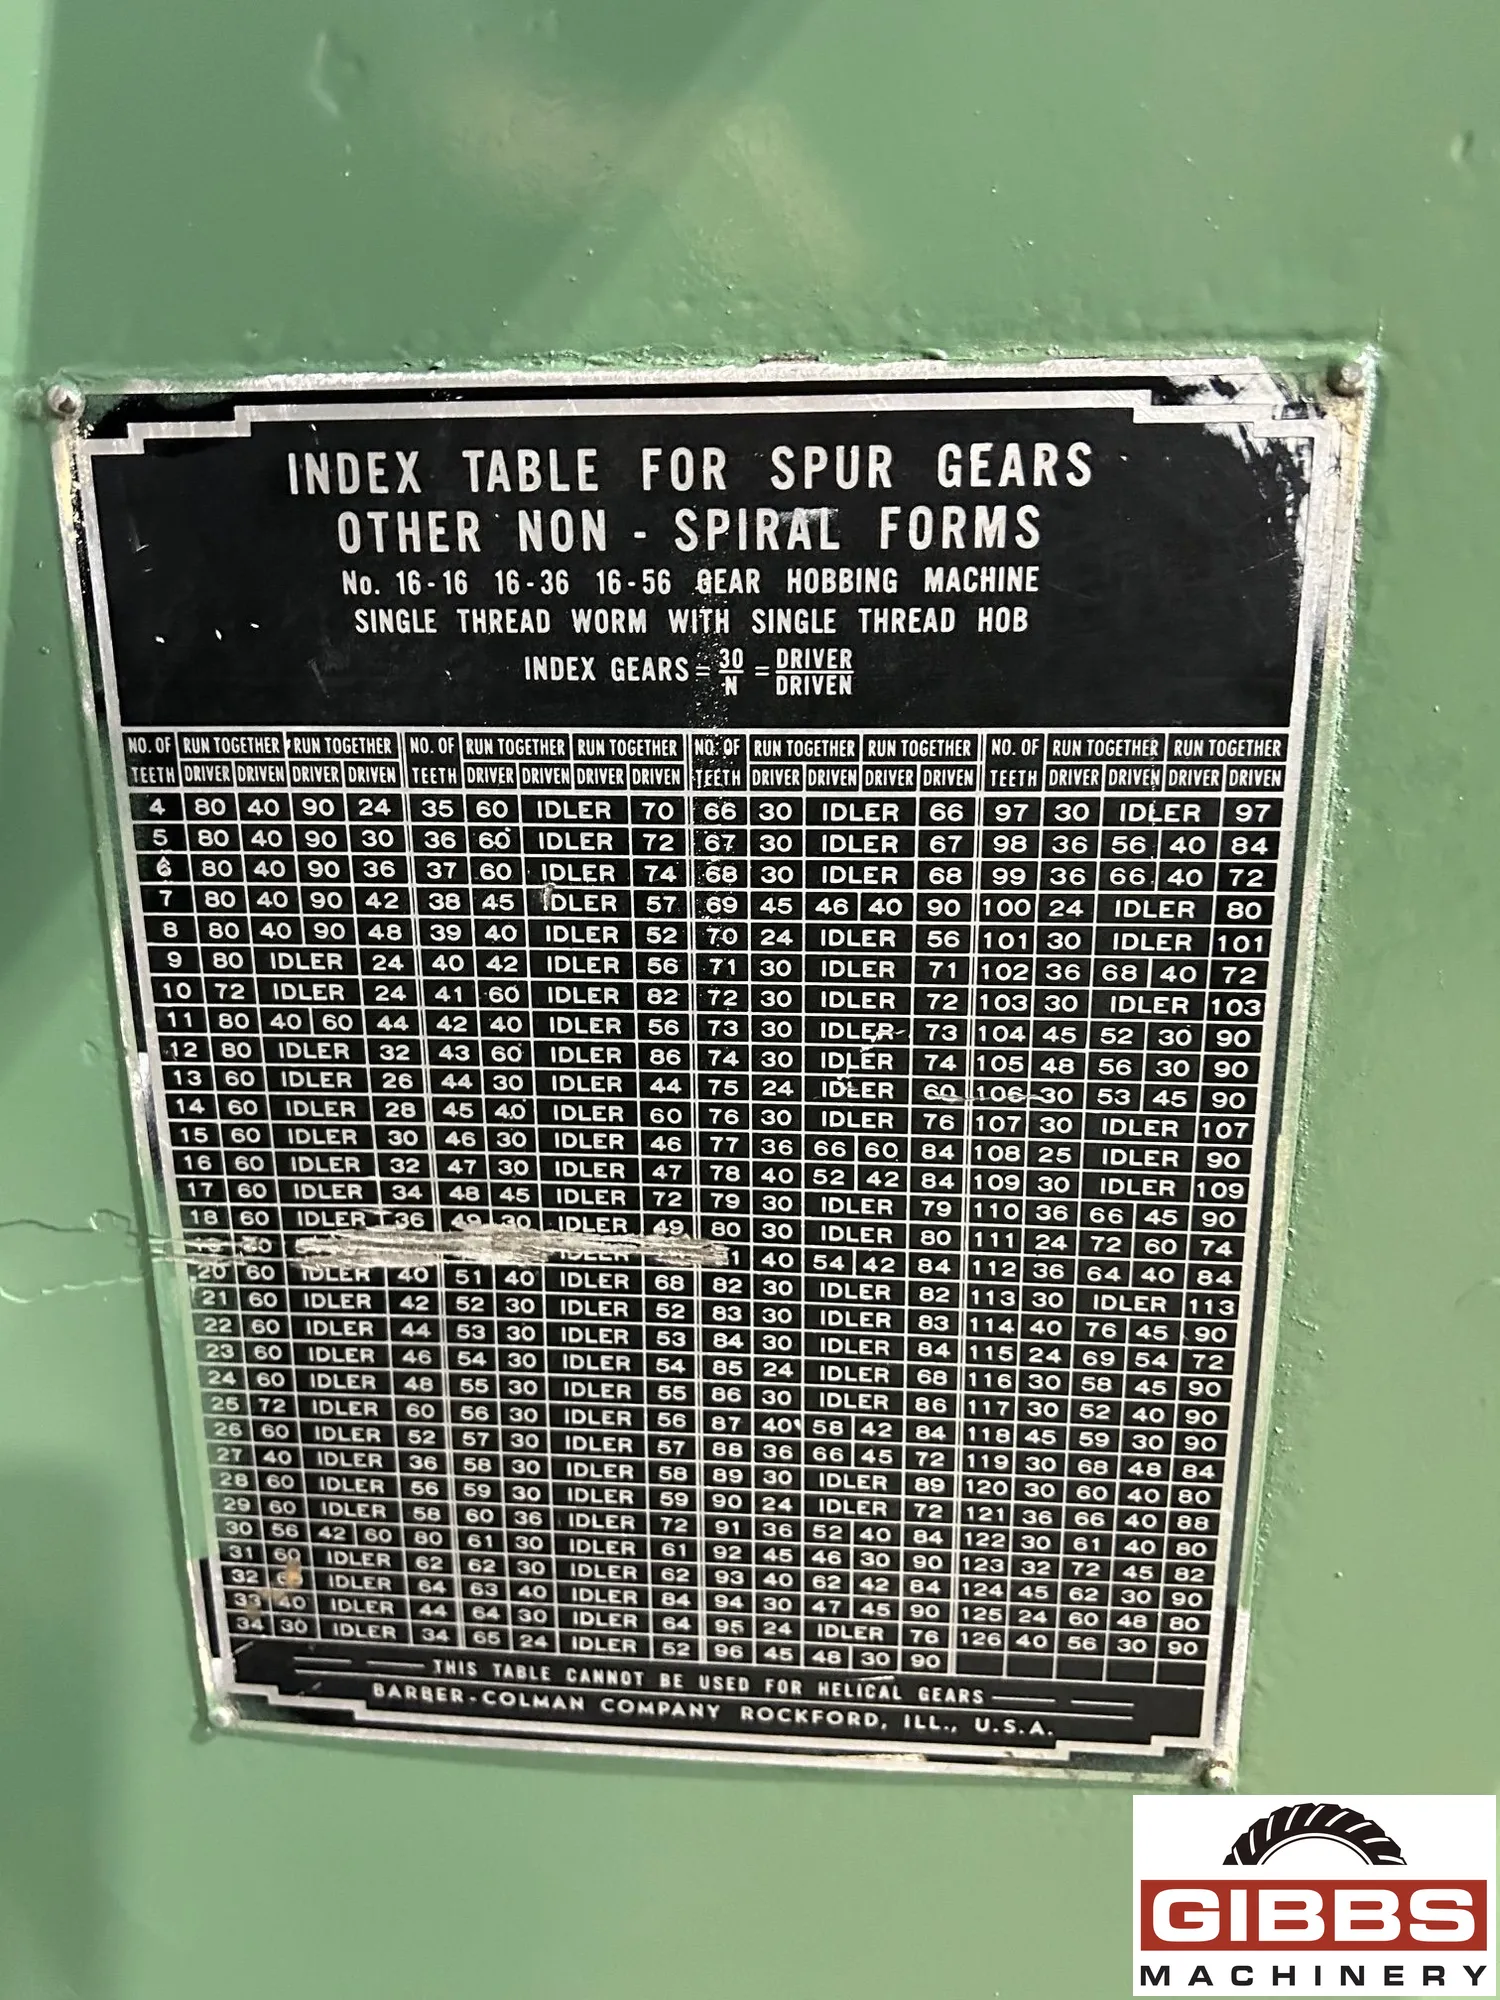 INDEX TABLE FOR SPUR GEARS
OTHER NON - SPIRAL FORMS
No. 16-16 16-36 16-56 GEAR HOBBING MACHINE
SINGLE THREAD WORM WITH SINGLE THREAD HOB
INDEX GEARS = 30/N = DRIVER/DRIVEN
NO. OF RUN TOGETHER RUN TOGETHER NO. OF RUN TOGETHER RUN TOGETHER NO. OF RUN TOGETHER RUN TOGETHER NO. OF RUN TOGETHER RUN TOGETHER
TEETH DRIVER DRIVEN DRIVER DRIVEN TEETH DRIVER DRIVEN DRIVER DRIVEN TEETH DRIVER DRIVEN DRIVER DRIVEN TEETH DRIVER DRIVEN DRIVER DRIVEN
4 80 40 90 24 35 60 IDLER 70 66 30 IDLER 66 97 30 IDLER 97
5 80 40 90 30 36 60 IDLER 72 67 30 IDLER 67 98 36 56 40 84
6 80 40 90 36 37 60 IDLER 74 68 30 IDLER 68 99 36 66 40 72
7 80 40 90 42 38 45 IDLER 57 69 45 46 40 90 100 24 IDLER 80
8 80 40 90 48 39 40 IDLER 52 70 24 IDLER 56 101 30 IDLER 101
9 80 IDLER 24 40 42 IDLER 56 71 30 IDLER 71 102 36 68 40 72
10 72 IDLER 24 41 60 IDLER 82 72 30 IDLER 72 103 30 IDLER 103
11 80 40 60 44 42 40 IDLER 56 73 30 IDLER 73 104 45 52 30 90
12 80 IDLER 32 43 60 IDLER 86 74 30 IDLER 74 105 48 56 30 90
13 60 IDLER 26 44 30 IDLER 44 75 24 IDLER 60 106 30 53 45 90
14 60 IDLER 28 45 40 IDLER 60 76 30 IDLER 76 107 30 IDLER 107
15 60 IDLER 30 46 30 IDLER 46 77 36 66 60 84 108 25 IDLER 90
16 60 IDLER 32 47 30 IDLER 47 78 40 52 42 84 109 30 IDLER 109
17 60 IDLER 34 48 45 IDLER 72 79 30 IDLER 79 110 36 66 45 90
18 60 IDLER 36 49 30 IDLER 49 80 30 IDLER 80 111 24 72 60 74
IDLER 40 54 42 84 112 36 64 40 84
20 60 IDLER 40 51 40 IDLER 68 82 30 IDLER 82 113 30 IDLER 113
21 60 IDLER 42 52 30 IDLER 52 83 30 IDLER 83 114 40 76 45 90
22 60 IDLER 44 53 30 IDLER 53 84 30 IDLER 84 115 24 69 54 72
23 60 IDLER 46 54 30 IDLER 54 85 24 IDLER 68 116 30 58 45 90
24 60 IDLER 48 55 30 IDLER 55 86 30 IDLER 86 117 30 52 40 90
25 72 IDLER 60 56 30 IDLER 56 87 40 58 42 84 118 45 59 30 90
26 60 IDLER 52 57 30 IDLER 57 88 36 66 45 72 119 30 68 48 84
27 40 IDLER 36 58 30 IDLER 58 89 30 IDLER 89 120 30 60 40 80
28 60 IDLER 56 59 30 IDLER 59 90 24 IDLER 72 121 36 66 40 88
29 60 IDLER 58 60 36 IDLER 72 91 36 52 40 84 122 30 61 40 80
30 56 42 60 80 61 30 IDLER 61 92 45 46 30 90 123 32 72 45 82
31 60 IDLER 62 62 30 IDLER 62 93 40 62 42 84 124 45 62 30 90
32 IDLER 64 63 40 IDLER 84 94 30 47 45 90 125 24 60 48 80
33 40 IDLER 44 64 30 IDLER 64 95 24 IDLER 76 126 40 56 30 90
34 30 IDLER 34 65 24 IDLER 52 96 45 48 30 90
THIS TABLE CANNOT BE USED FOR HELICAL GEARS
BARBER-COLMAN COMPANY ROCKFORD, ILL., U.S.A.
GIBBS
MACHINERY